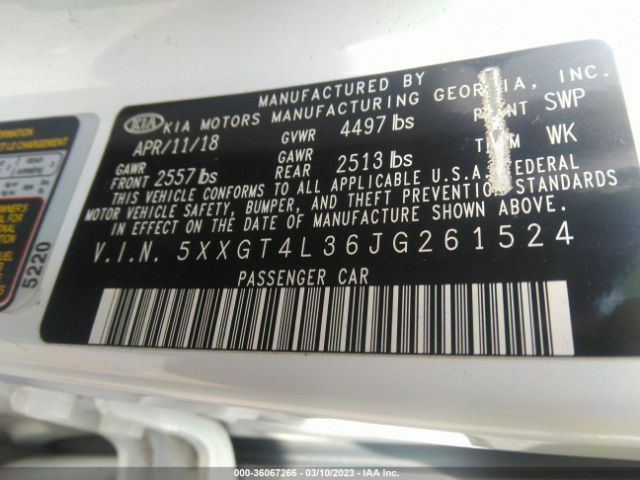 MANUFACTURED BY
KIA KIA MOTORS MANUFACTURING GEORGIA, INC.
APR/11/18 GVWR 4497 lbs PAINT SWP
GAWR FRONT 2557 lbs GAWR REAR 2513 lbs TRIM WK
THIS VEHICLE CONFORMS TO ALL APPLICABLE U.S.A. FEDERAL
MOTOR VEHICLE SAFETY, BUMPER, AND THEFT PREVENTION STANDARDS
IN EFFECT ON THE DATE OF MANUFACTURE SHOWN ABOVE.
V.I.N. 5XXGT4L36JG261524
PASSENGER CAR
5220
000-36067266 — 03/10/2023 — IAA Inc.